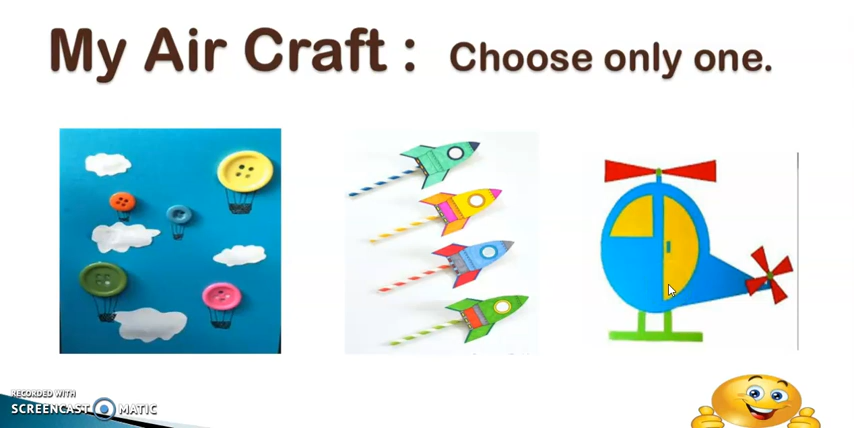 My Air Craft : Choose only one.
RECORDED WITH
SCREENCAST MATIC